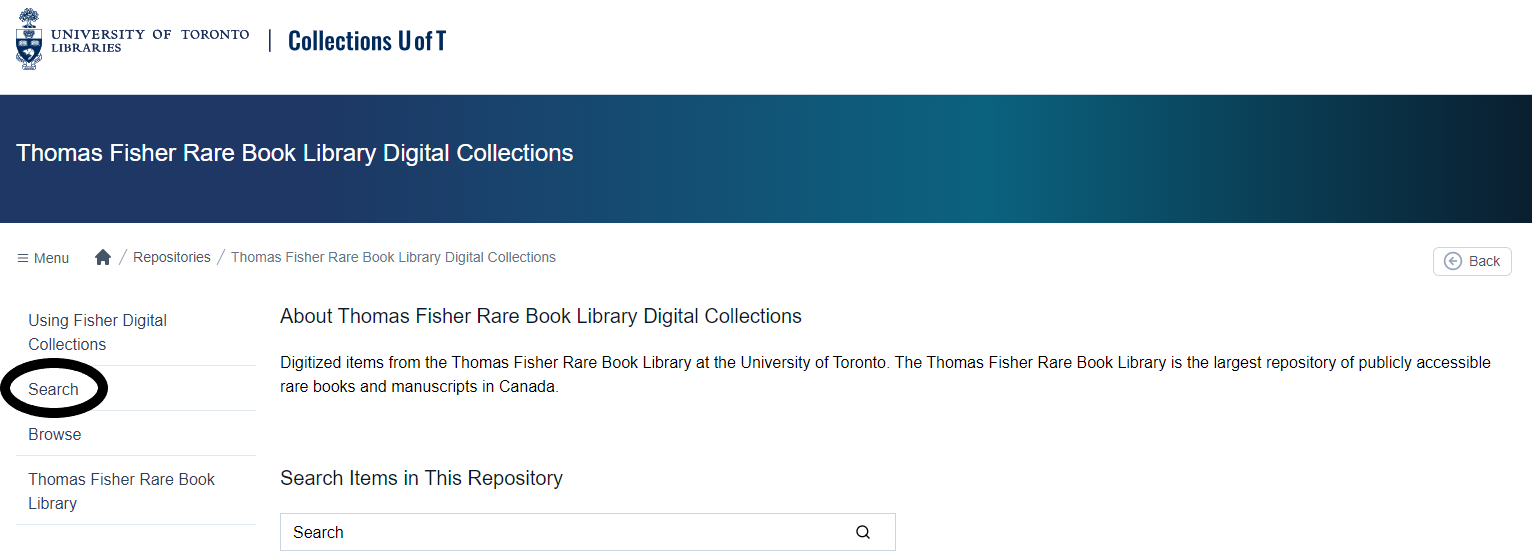 UNIVERSITY OF TORONTO
LIBRARIES
Collections U of T
Thomas Fisher Rare Book Library Digital Collections
Menu / Repositories / Thomas Fisher Rare Book Library Digital Collections
Back
Using Fisher Digital
Collections
Search
Browse
Thomas Fisher Rare Book
Library
About Thomas Fisher Rare Book Library Digital Collections
Digitized items from the Thomas Fisher Rare Book Library at the University of Toronto. The Thomas Fisher Rare Book Library is the largest repository of publicly accessible
rare books and manuscripts in Canada.
Search Items in This Repository
Search